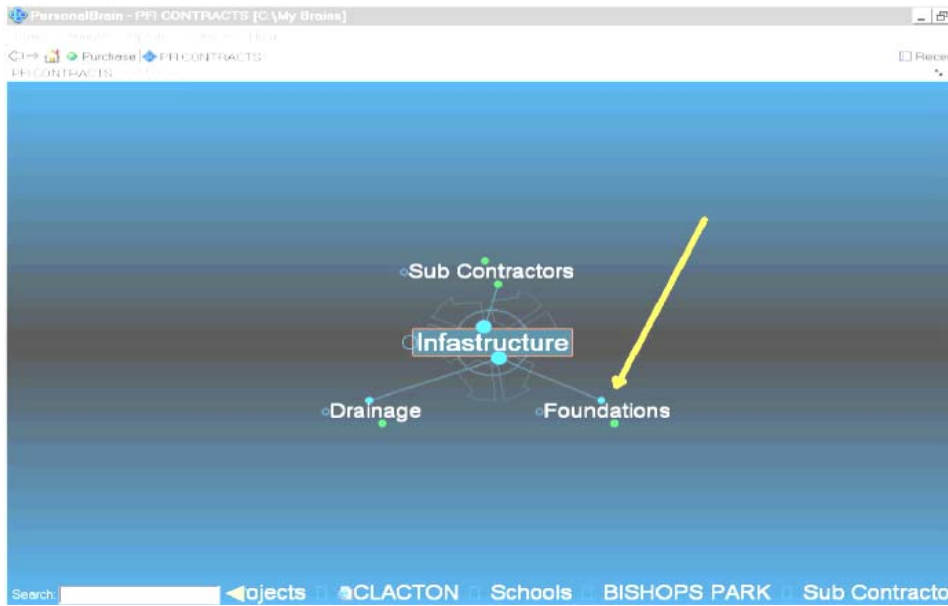 PersonalBrain - PFI CONTRACTS [C:\My Brains]
Purchase PFI CONTRACTS
PFI CONTRACTS
Sub Contractors
Infastructure
Drainage Foundations
Search: ojects CLACTON Schools BISHOPS PARK Sub Contracto